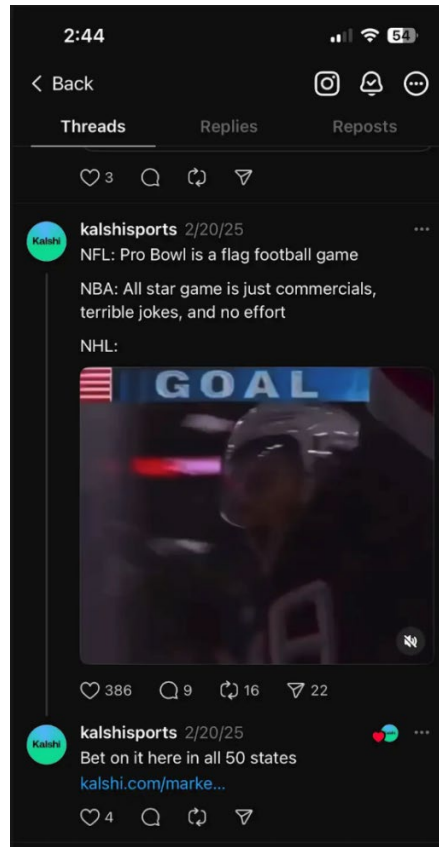 2:44
54
Back
Threads
Replies
Reposts
3
Kalshi
kalshisports 2/20/25
NFL: Pro Bowl is a flag football game
NBA: All star game is just commercials,
terrible jokes, and no effort
NHL:
GOAL
386
9
16
22
Kalshi
kalshisports 2/20/25
Bet on it here in all 50 states
kalshi.com/marke...
4